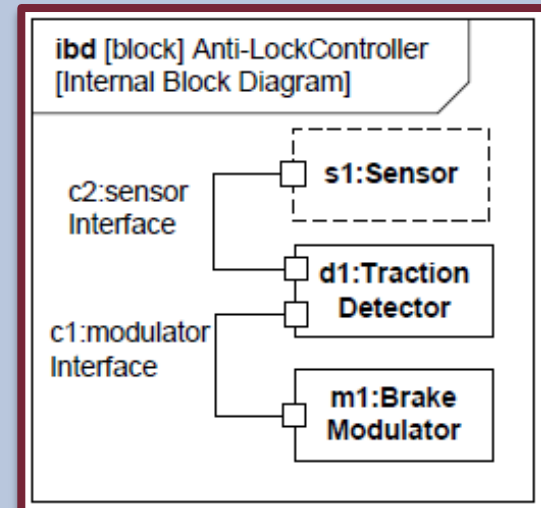 ibd [block] Anti-LockController
[Internal Block Diagram]
s1:Sensor
c2:sensor
Interface
d1:Traction
Detector
c1:modulator
Interface
m1:Brake
Modulator